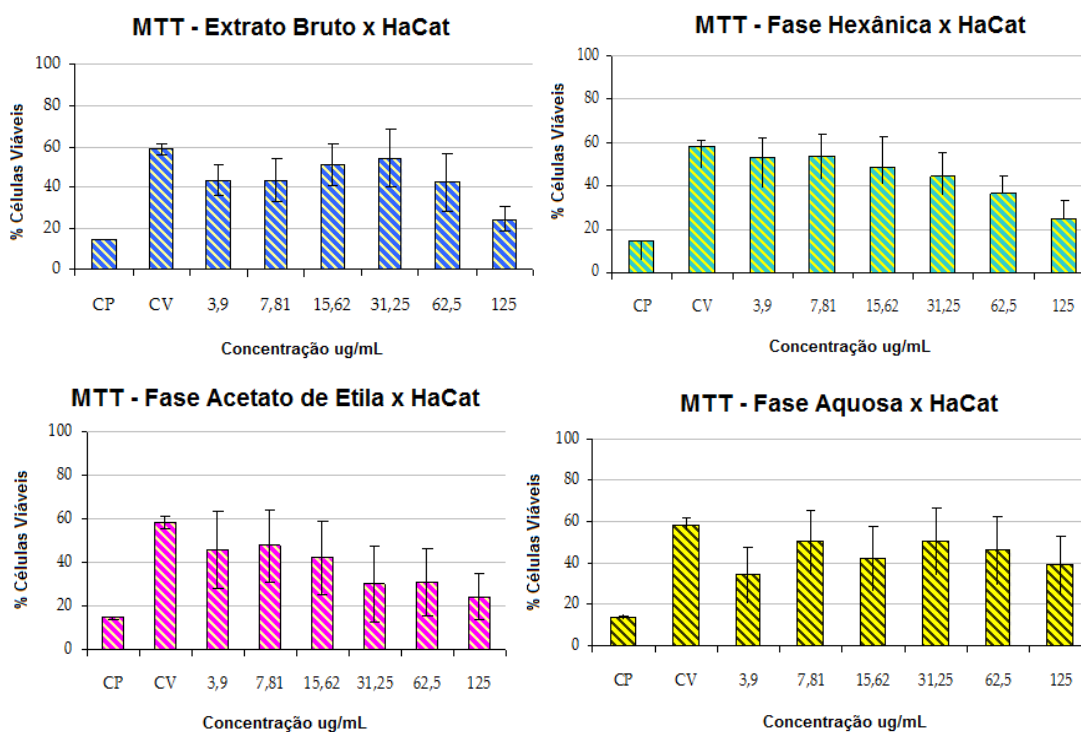 MTT - Extrato Bruto x HaCat
% Células Viáveis
100
80
60
40
20
0
CP CV 3,9 7,81 15,62 31,25 62,5 125
Concentração ug/mL
MTT - Fase Hexânica x HaCat
% Células Viáveis
100
80
60
40
20
0
CP CV 3,9 7,81 15,62 31,25 62,5 125
Concentração ug/mL
MTT - Fase Acetato de Etila x HaCat
% Células Viáveis
100
80
60
40
20
0
CP CV 3,9 7,81 15,62 31,25 62,5 125
Concentração ug/mL
MTT - Fase Aquosa x HaCat
% Células Viáveis
100
80
60
40
20
0
CP CV 3,9 7,81 15,62 31,25 62,5 125
Concentração ug/mL